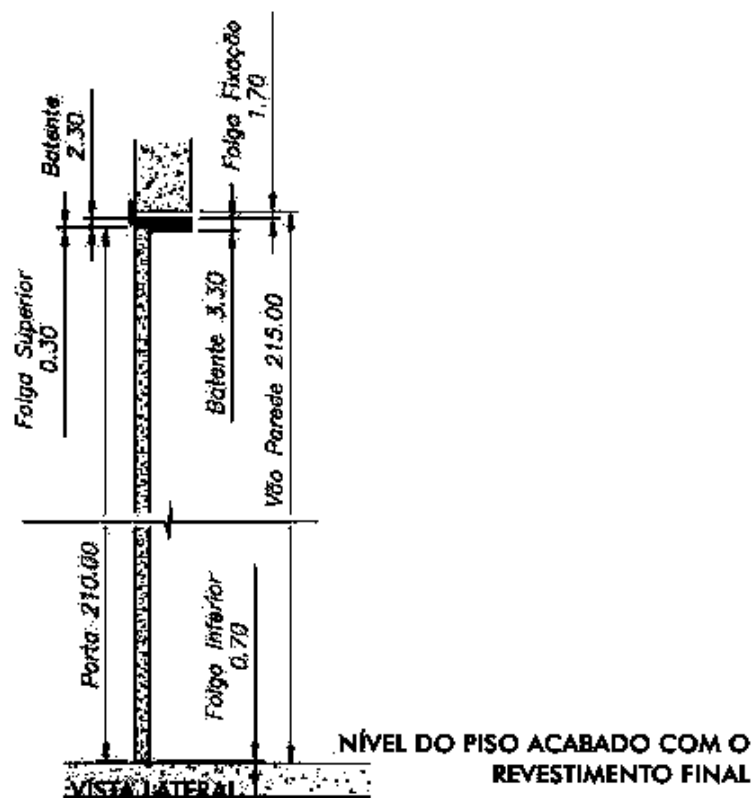 Batente
2.30
Folga Fixação
1.70
Folga Superior
0.30
Batente 3.30
Vão Parede 215.00
Porta: 210.00
Folga Inferior
0.70
NÍVEL DO PISO ACABADO COM O
REVESTIMENTO FINAL
VISTA LATERAL